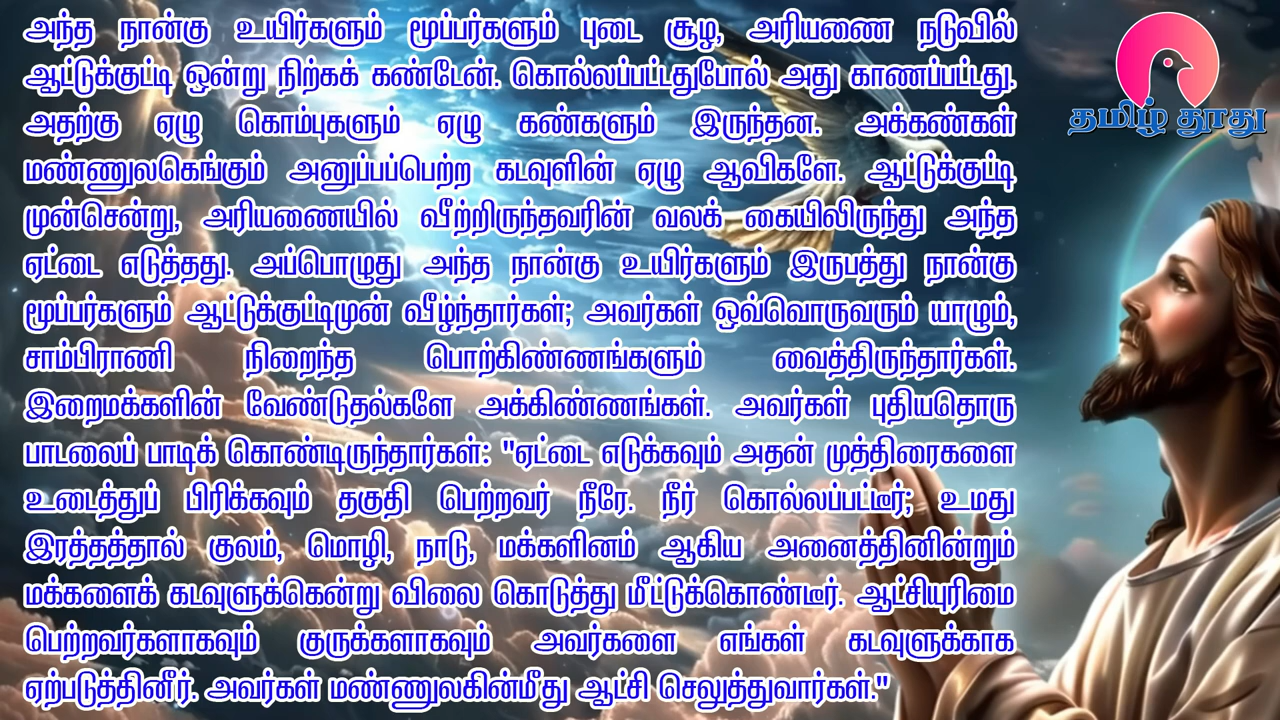 அந்த நான்கு உயிர்களும் மூப்பர்களும் புடை சூழ, அரியணை நடுவில்
ஆட்டுக்குட்டி ஒன்று நிற்கக் கண்டேன். கொல்லப்பட்டதுபோல் அது காணப்பட்டது.
அதற்கு ஏழு கொம்புகளும் ஏழு கண்களும் இருந்தன. அக்கண்கள்
மண்ணுலகெங்கும் அனுப்பப்பெற்ற கடவுளின் ஏழு ஆவிகளே. ஆட்டுக்குட்டி
முன்சென்று, அரியணையில் வீற்றிருந்தவரின் வலக் கையிலிருந்து அந்த
ஏட்டை எடுத்தது. அப்பொழுது அந்த நான்கு உயிர்களும் இருபத்து நான்கு
மூப்பர்களும் ஆட்டுக்குட்டிமுன் வீழ்ந்தார்கள்; அவர்கள் ஒவ்வொருவரும் யாழும்,
சாம்பிராணி நிறைந்த பொற்கிண்ணங்களும் வைத்திருந்தார்கள்.
இறைமக்களின் வேண்டுதல்களே அக்கிண்ணங்கள். அவர்கள் புதியதொரு
பாடலைப் பாடிக் கொண்டிருந்தார்கள்: "ஏட்டை எடுக்கவும் அதன் முத்திரைகளை
உடைத்துப் பிரிக்கவும் தகுதி பெற்றவர் நீரே. நீர் கொல்லப்பட்டீர்; உமது
இரத்தத்தால் குலம், மொழி, நாடு, மக்களினம் ஆகிய அனைத்தினின்றும்
மக்களைக் கடவுளுக்கென்று விலை கொடுத்து மீட்டுக்கொண்டீர். ஆட்சியுரிமை
பெற்றவர்களாகவும் குருக்களாகவும் அவர்களை எங்கள் கடவுளுக்காக
ஏற்படுத்தினீர். அவர்கள் மண்ணுலகின்மீது ஆட்சி செலுத்துவார்கள்."
தமிழ் தூது